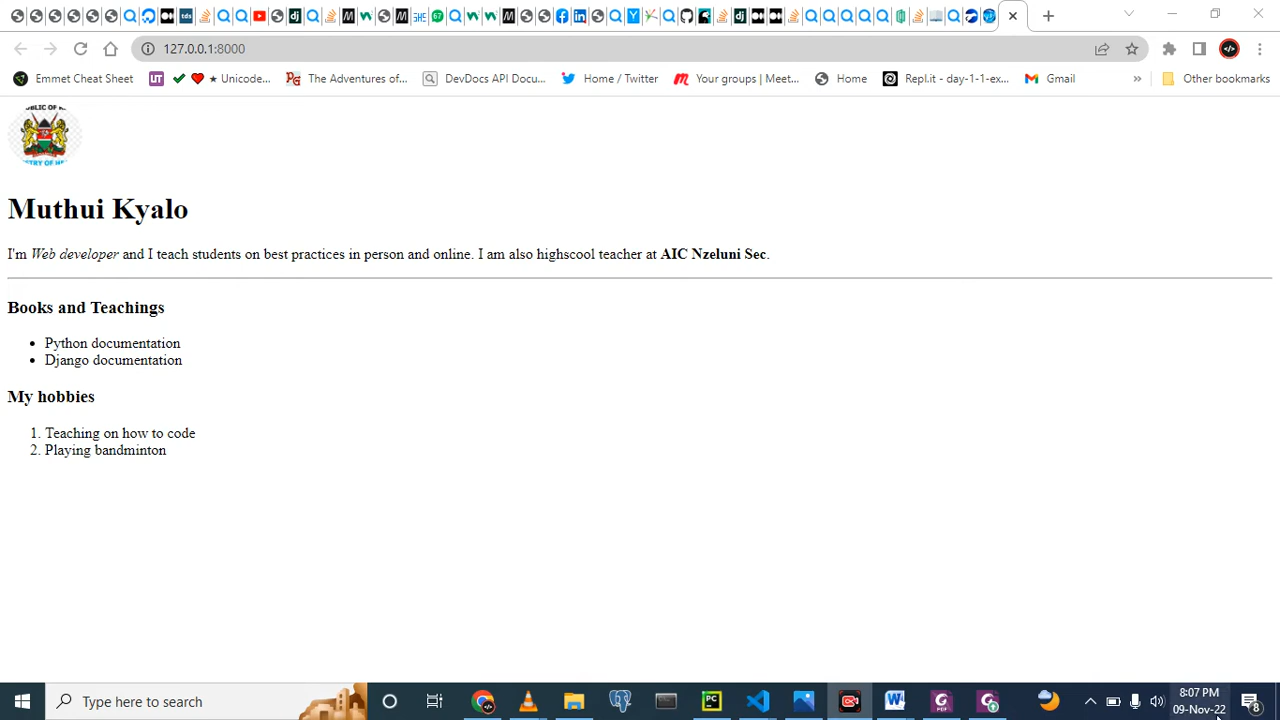 127.0.0.1:8000
Emmet Cheat Sheet
UT
★ Unicode...
PG
The Adventures of...
DevDocs API Docu...
Home / Twitter
Your groups | Meet...
Home
Repl.it - day-1-1-ex...
Gmail
»
Other bookmarks
Muthui Kyalo
I'm Web developer and I teach students on best practices in person and online. I am also highscool teacher at AIC Nzeluni Sec.
Books and Teachings
• Python documentation
• Django documentation
My hobbies
1. Teaching on how to code
2. Playing bandminton
Type here to search
8:07 PM
09-Nov-22
8